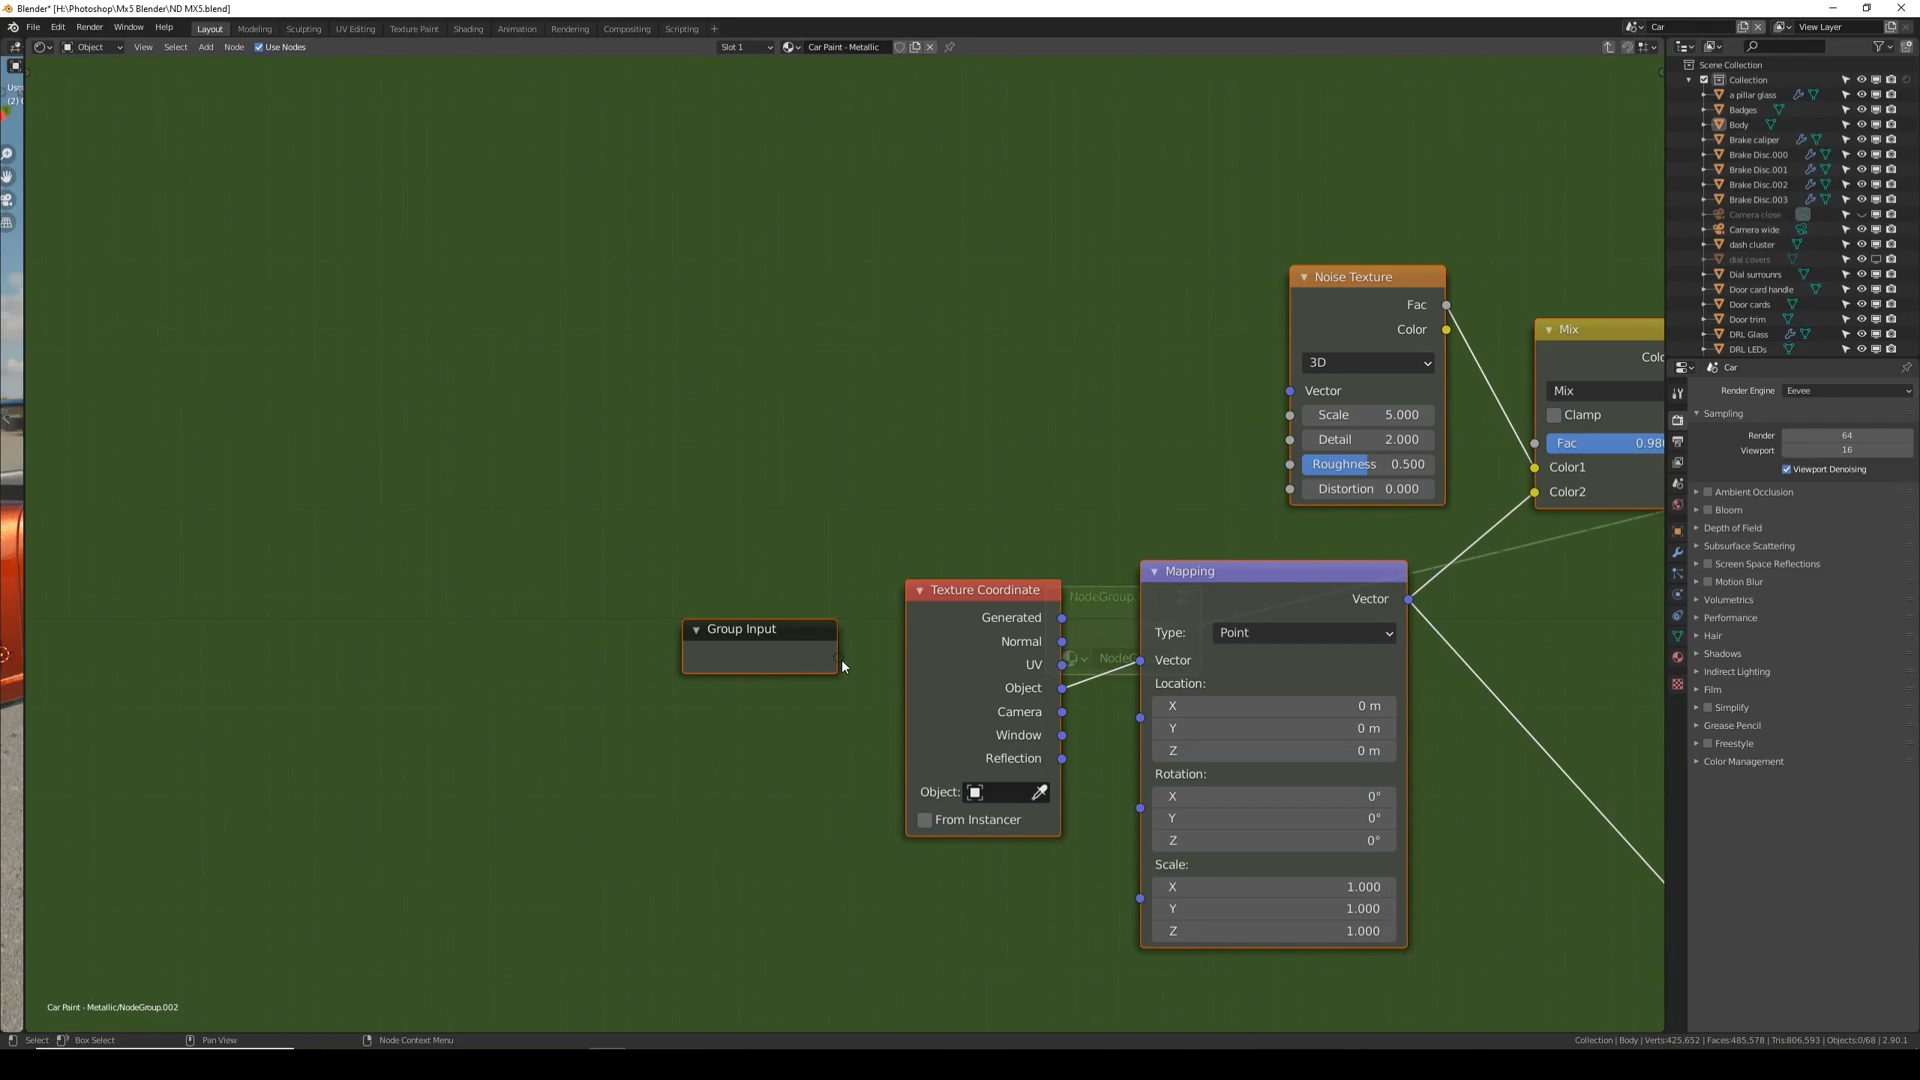 Blender* [H:\Photoshop\Mx5 Blender\ND MX5.blend]
File Edit Render Window Help Layout Modeling Sculpting UV Editing Texture Paint Shading Animation Rendering Compositing Scripting + Car View Layer
Object View Select Add Node Use Nodes Slot 1 Car Paint - Metallic
Scene Collection
Collection
a pillar glass
Badges
Body
Brake caliper
Brake Disc.000
Brake Disc.001
Brake Disc.002
Brake Disc.003
Camera close
Camera wide
dash cluster
dial covers
Dial surrounrs
Door card handle
Door cards
Door trim
DRL Glass
DRL LEDs
Car
Render Engine Eevee
Sampling
Render 64
Viewport 16
Viewport Denoising
Ambient Occlusion
Bloom
Depth of Field
Subsurface Scattering
Screen Space Reflections
Motion Blur
Volumetrics
Performance
Hair
Shadows
Indirect Lighting
Film
Simplify
Grease Pencil
Freestyle
Color Management
Noise Texture
Fac
Color
3D
Vector
Scale 5.000
Detail 2.000
Roughness 0.500
Distortion 0.000
Mix
Mix
Clamp
Fac
Color1
Color2
Group Input
Texture Coordinate
Generated
Normal
UV
Object
Camera
Window
Reflection
Object:
From Instancer
Mapping
Vector
Type: Point
Vector
Location:
X 0 m
Y 0 m
Z 0 m
Rotation:
X 0°
Y 0°
Z 0°
Scale:
X 1.000
Y 1.000
Z 1.000
Car Paint - Metallic/NodeGroup.002
Select Box Select Pan View Node Context Menu Collection | Body | Verts:425,652 | Faces:485,578 | Tris:806,593 | Objects:0/68 | 2.90.1